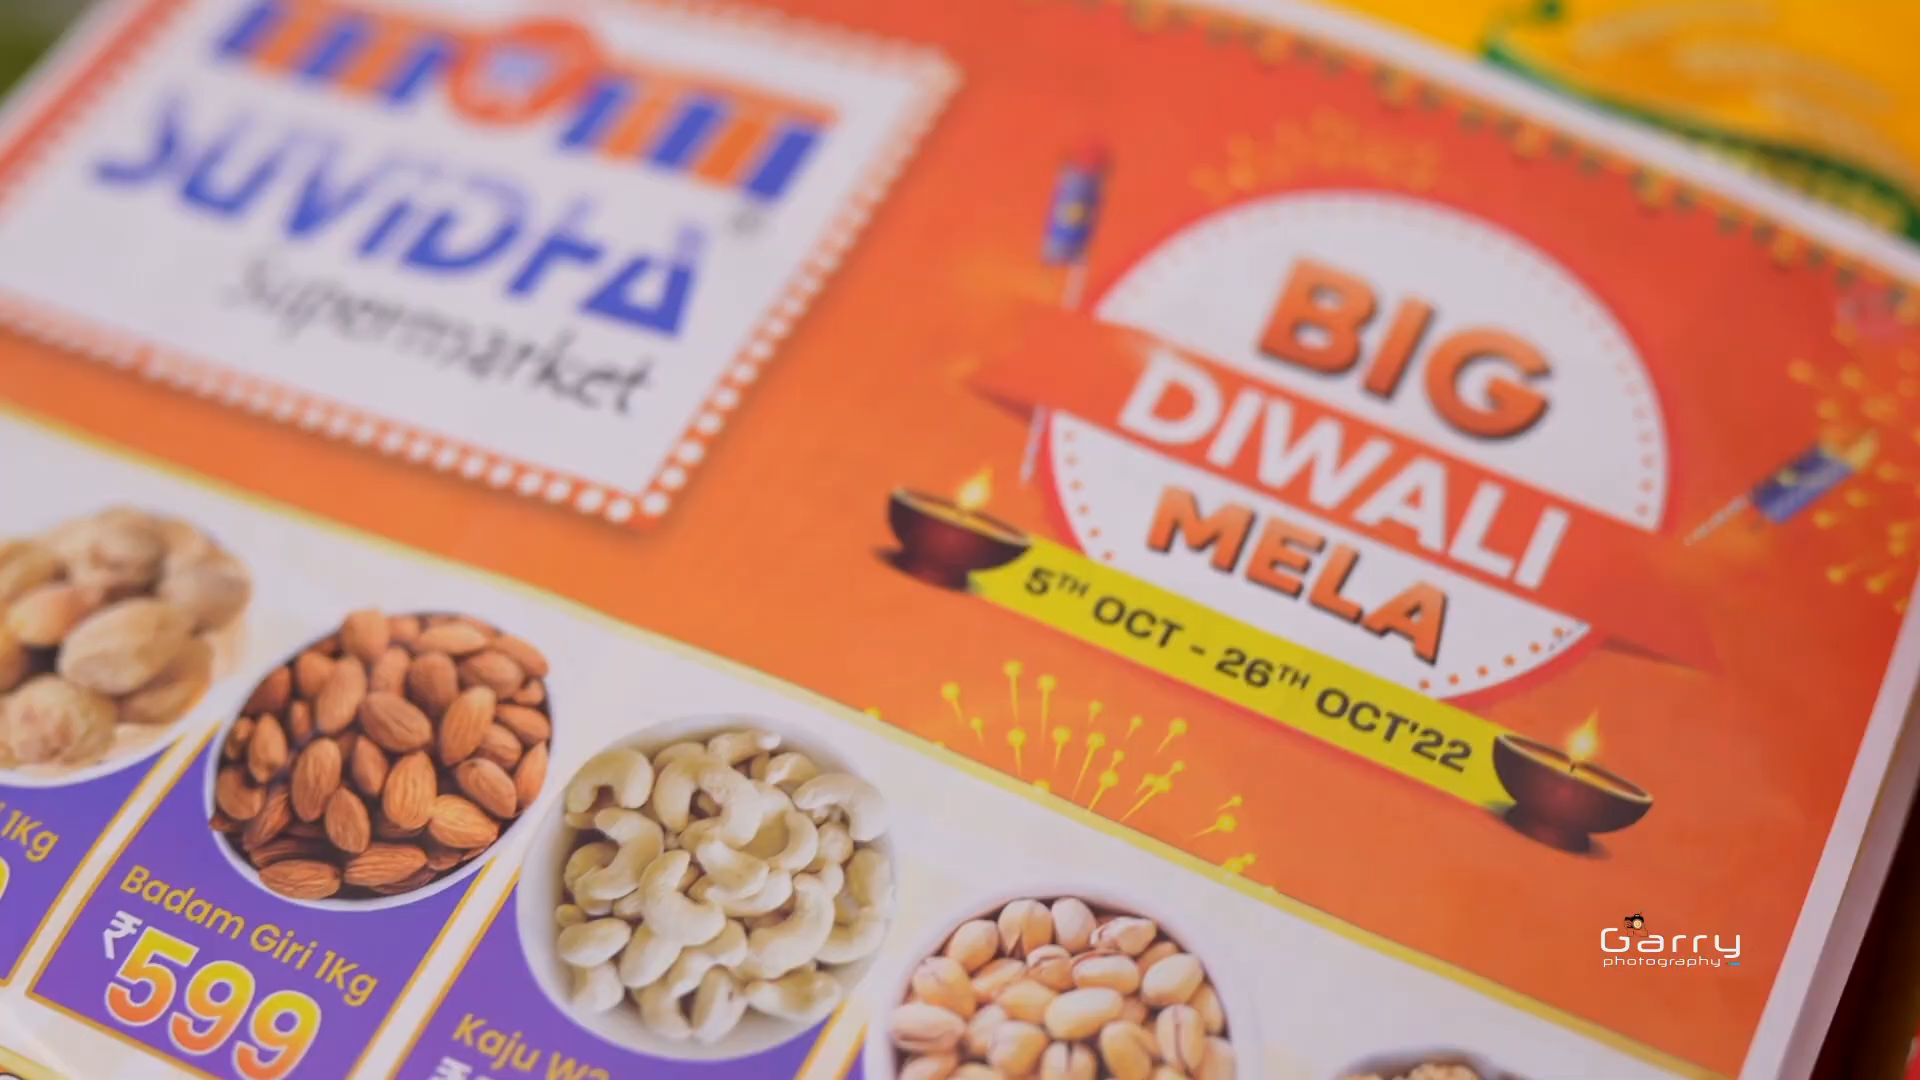 SUVIDHA
®
Supermarket
BIG
DIWALI
MELA
5TH OCT - 26TH OCT'22
1Kg
Badam Giri 1Kg
₹599
Kaju
Garry
photography